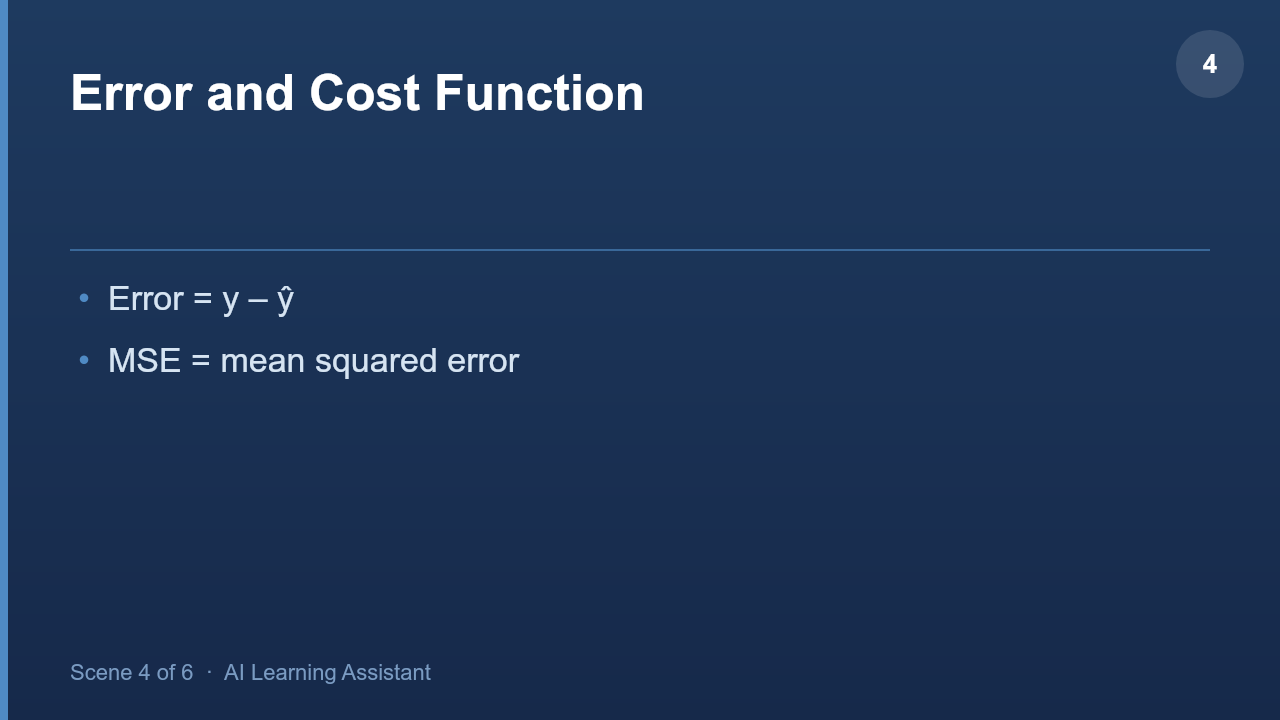 Error and Cost Function
4
• Error = y – ŷ
• MSE = mean squared error
Scene 4 of 6 · AI Learning Assistant